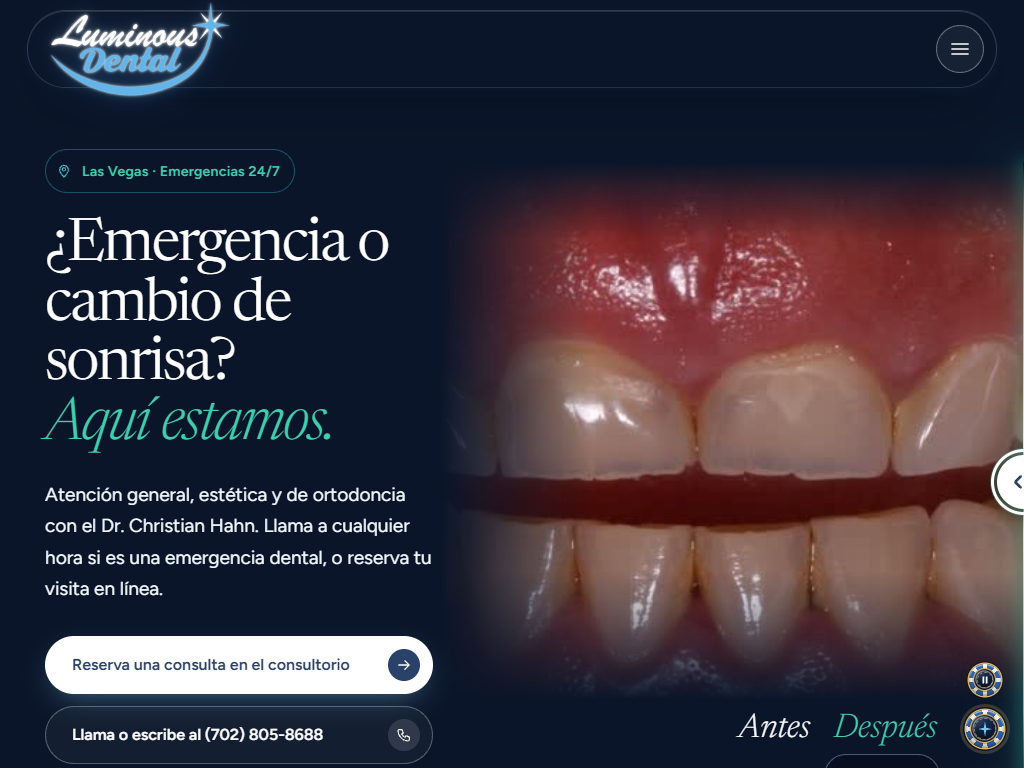 Luminous
Dental
Las Vegas · Emergencias 24/7
¿Emergencia o
cambio de
sonrisa?
Aquí estamos.
Atención general, estética y de ortodoncia
con el Dr. Christian Hahn. Llama a cualquier
hora si es una emergencia dental, o reserva tu
visita en línea.
Reserva una consulta en el consultorio
Llama o escribe al (702) 805-8688
Antes Después